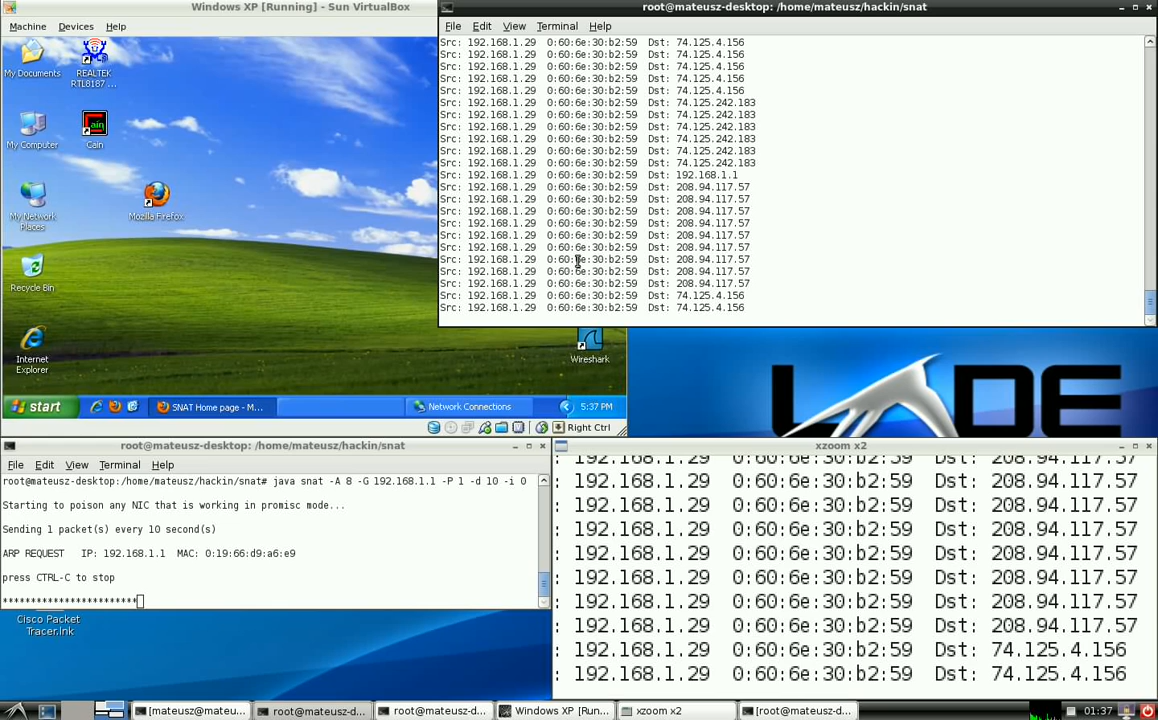 Windows XP [Running] - Sun VirtualBox
Machine Devices Help
My Documents
REALTEK
RTL8187 ...
My Computer
Cain
My Network
Places
Mozilla Firefox
Recycle Bin
Internet
Explorer
Wireshark
start
SNAT Home page - M...
Network Connections
5:37 PM
Right Ctrl
root@mateusz-desktop: /home/mateusz/hackin/snat
File Edit View Terminal Help
Src: 192.168.1.29 0:60:6e:30:b2:59 Dst: 74.125.4.156
Src: 192.168.1.29 0:60:6e:30:b2:59 Dst: 74.125.4.156
Src: 192.168.1.29 0:60:6e:30:b2:59 Dst: 74.125.4.156
Src: 192.168.1.29 0:60:6e:30:b2:59 Dst: 74.125.4.156
Src: 192.168.1.29 0:60:6e:30:b2:59 Dst: 74.125.4.156
Src: 192.168.1.29 0:60:6e:30:b2:59 Dst: 74.125.242.183
Src: 192.168.1.29 0:60:6e:30:b2:59 Dst: 74.125.242.183
Src: 192.168.1.29 0:60:6e:30:b2:59 Dst: 74.125.242.183
Src: 192.168.1.29 0:60:6e:30:b2:59 Dst: 74.125.242.183
Src: 192.168.1.29 0:60:6e:30:b2:59 Dst: 74.125.242.183
Src: 192.168.1.29 0:60:6e:30:b2:59 Dst: 74.125.242.183
Src: 192.168.1.29 0:60:6e:30:b2:59 Dst: 192.168.1.1
Src: 192.168.1.29 0:60:6e:30:b2:59 Dst: 208.94.117.57
Src: 192.168.1.29 0:60:6e:30:b2:59 Dst: 208.94.117.57
Src: 192.168.1.29 0:60:6e:30:b2:59 Dst: 208.94.117.57
Src: 192.168.1.29 0:60:6e:30:b2:59 Dst: 208.94.117.57
Src: 192.168.1.29 0:60:6e:30:b2:59 Dst: 208.94.117.57
Src: 192.168.1.29 0:60:6e:30:b2:59 Dst: 208.94.117.57
Src: 192.168.1.29 0:60:6e:30:b2:59 Dst: 208.94.117.57
Src: 192.168.1.29 0:60:6e:30:b2:59 Dst: 208.94.117.57
Src: 192.168.1.29 0:60:6e:30:b2:59 Dst: 208.94.117.57
Src: 192.168.1.29 0:60:6e:30:b2:59 Dst: 74.125.4.156
Src: 192.168.1.29 0:60:6e:30:b2:59 Dst: 74.125.4.156
root@mateusz-desktop: /home/mateusz/hackin/snat
File Edit View Terminal Help
root@mateusz-desktop:/home/mateusz/hackin/snat# java snat -A 8 -G 192.168.1.1 -P 1 -d 10 -i 0
Starting to poison any NIC that is working in promisc mode...
Sending 1 packet(s) every 10 second(s)
ARP REQUEST IP: 192.168.1.1 MAC: 0:19:66:d9:a6:e9
press CTRL-C to stop
************************
Cisco Packet
Tracer.lnk
xzoom x2
: 192.168.1.29 0:60:6e:30:b2:59 Dst: 208.94.117.57
: 192.168.1.29 0:60:6e:30:b2:59 Dst: 208.94.117.57
: 192.168.1.29 0:60:6e:30:b2:59 Dst: 208.94.117.57
: 192.168.1.29 0:60:6e:30:b2:59 Dst: 208.94.117.57
: 192.168.1.29 0:60:6e:30:b2:59 Dst: 208.94.117.57
: 192.168.1.29 0:60:6e:30:b2:59 Dst: 208.94.117.57
: 192.168.1.29 0:60:6e:30:b2:59 Dst: 208.94.117.57
: 192.168.1.29 0:60:6e:30:b2:59 Dst: 208.94.117.57
: 192.168.1.29 0:60:6e:30:b2:59 Dst: 74.125.4.156
: 192.168.1.29 0:60:6e:30:b2:59 Dst: 74.125.4.156
[mateusz@mateu...
root@mateusz-d...
root@mateusz-d...
Windows XP [Run...
xzoom x2
[root@mateusz-d...
01:37